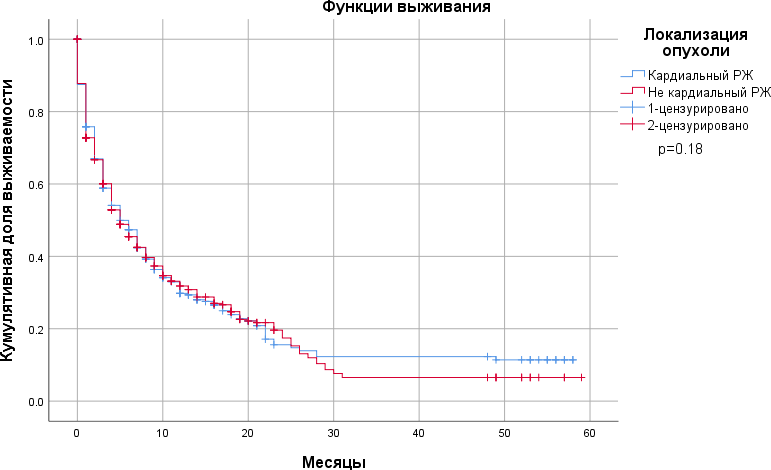 Функции выживания
Локализация
опухоли
Кардиальный РЖ
Не кардиальный РЖ
1-цензурировано
2-цензурировано
p=0.18
Кумулятивная доля выживаемости
1.0
0.8
0.6
0.4
0.2
0.0
0 10 20 30 40 50 60
Месяцы